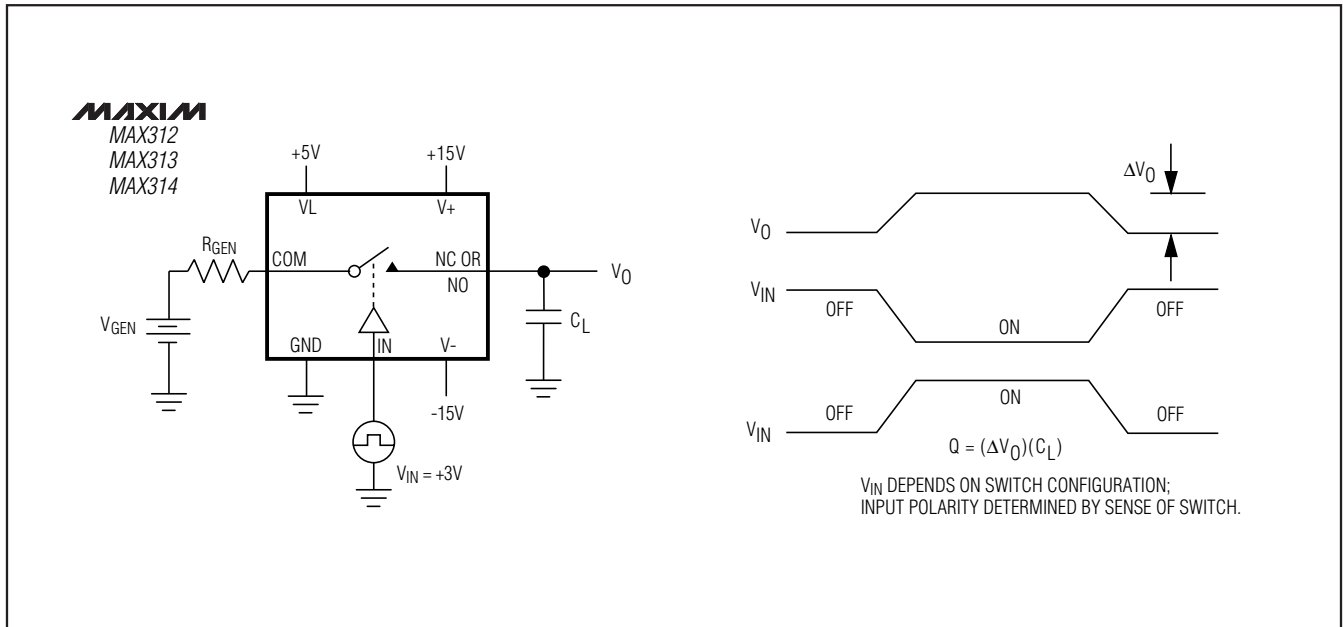 MAXIM
MAX312
MAX313
MAX314
+5V
+15V
VL
V+
RGEN
COM
NC OR
NO
VO
VGEN
CL
GND
IN
V-
-15V
VIN = +3V
ΔVO
VO
VIN
OFF
ON
OFF
VIN
OFF
ON
OFF
Q = (ΔVO)(CL)
VIN DEPENDS ON SWITCH CONFIGURATION;
INPUT POLARITY DETERMINED BY SENSE OF SWITCH.